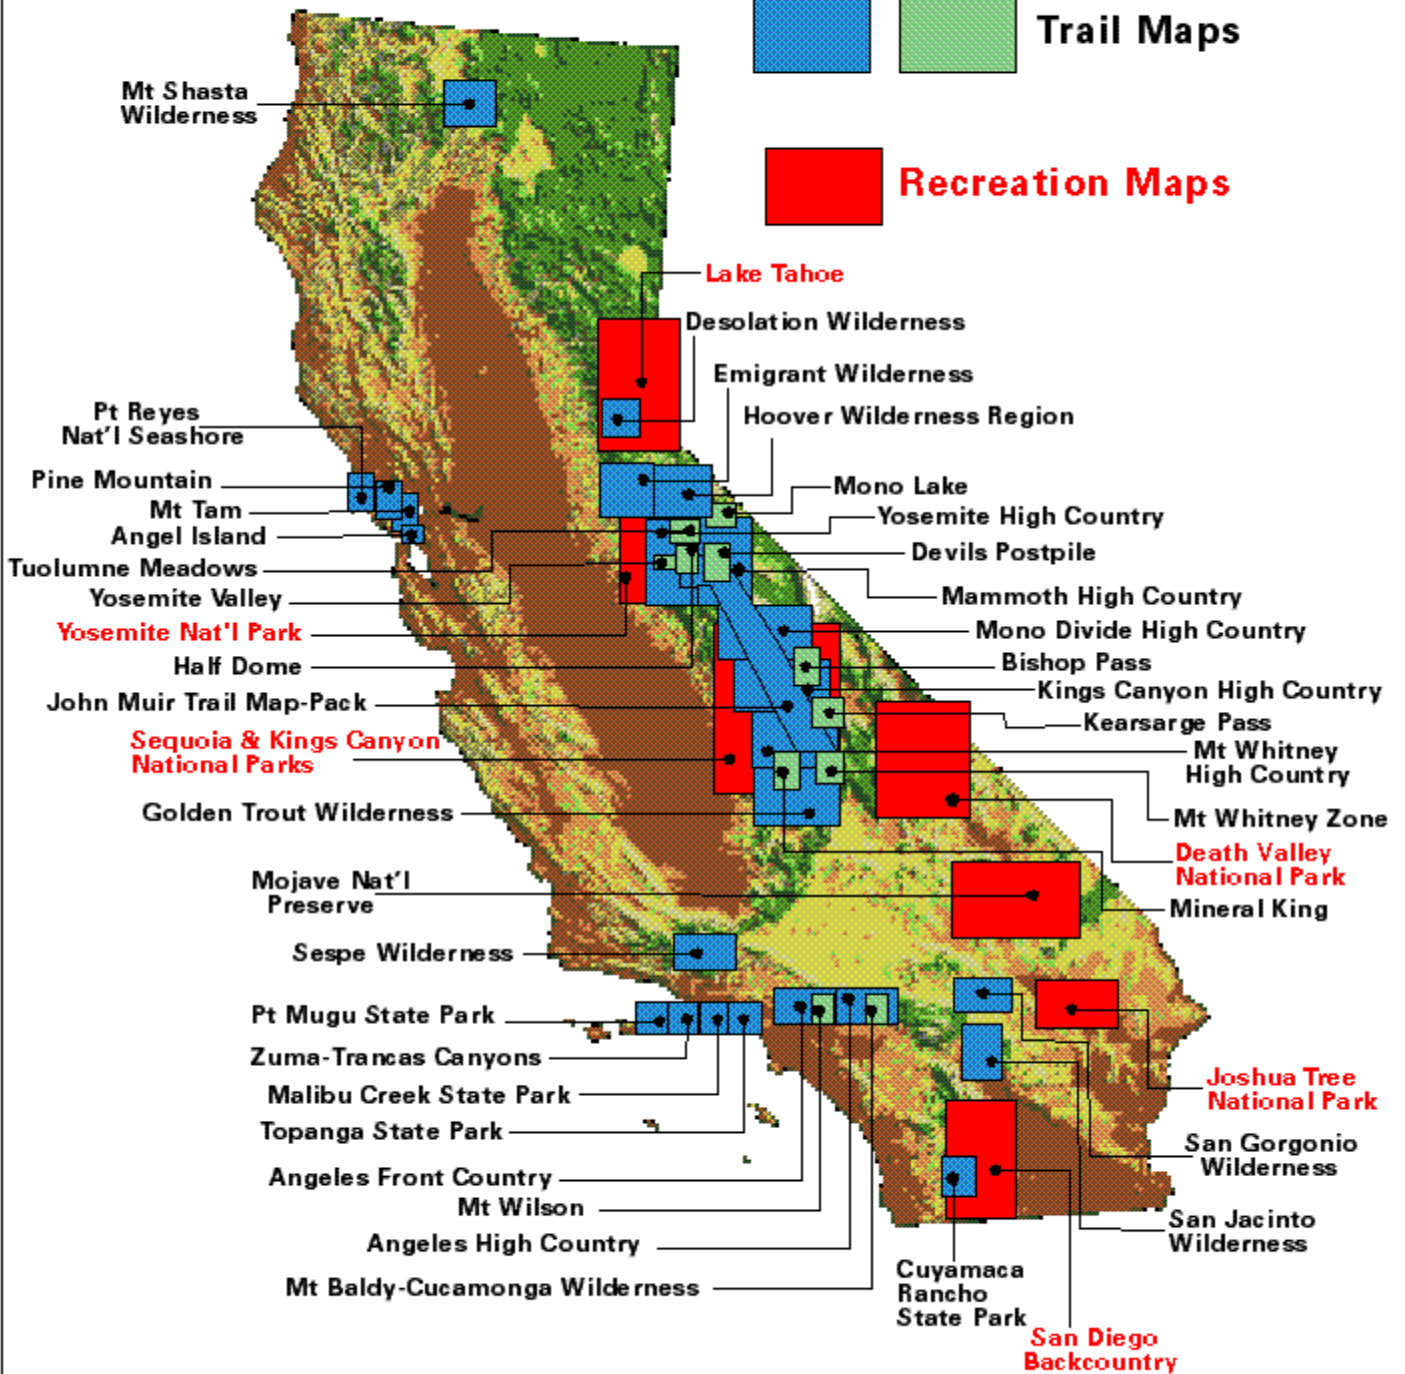 Trail Maps
Mt Shasta
Wilderness
Recreation Maps
Lake Tahoe
Desolation Wilderness
Emigrant Wilderness
Hoover Wilderness Region
Pt Reyes
Nat'l Seashore
Pine Mountain
Mt Tam
Angel Island
Tuolumne Meadows
Yosemite Valley
Yosemite Nat'l Park
Half Dome
John Muir Trail Map-Pack
Sequoia & Kings Canyon
National Parks
Golden Trout Wilderness
Mono Lake
Yosemite High Country
Devils Postpile
Mammoth High Country
Mono Divide High Country
Bishop Pass
Kings Canyon High Country
Kearsarge Pass
Mt Whitney
High Country
Mt Whitney Zone
Death Valley
National Park
Mineral King
Mojave Nat'l
Preserve
Sespe Wilderness
Pt Mugu State Park
Zuma-Trancas Canyons
Malibu Creek State Park
Topanga State Park
Angeles Front Country
Mt Wilson
Angeles High Country
Mt Baldy-Cucamonga Wilderness
Joshua Tree
National Park
San Gorgonio
Wilderness
San Jacinto
Wilderness
Cuyamaca
Rancho
State Park
San Diego
Backcountry